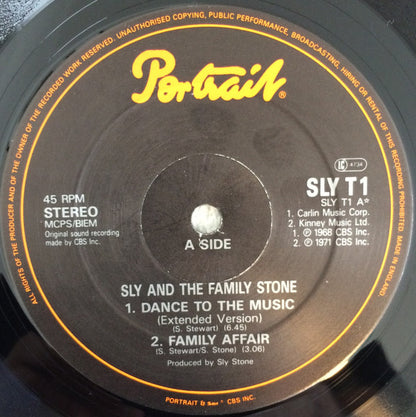 ALL RIGHTS OF THE PRODUCER AND OF THE OWNER OF THE RECORDED WORK RESERVED. UNAUTHORISED COPYING, PUBLIC PERFORMANCE, BROADCASTING, HIRING OR RENTAL OF THIS RECORDING PROHIBITED. MADE IN ENGLAND
Portrait®
LC 4734
45 RPM
STEREO
MCPS/BIEM
Original sound recording
made by CBS Inc.
A SIDE
SLY T1
SLY T1 A*
1. Carlin Music Corp.
2. Kinney Music Ltd.
1. ℗ 1968 CBS Inc.
2. ℗ 1971 CBS Inc.
SLY AND THE FAMILY STONE
1. DANCE TO THE MUSIC
(Extended Version)
(S. Stewart) (6.45)
2. FAMILY AFFAIR
(S. Stewart/S. Stone) (3.06)
Produced by Sly Stone
PORTRAIT &
CBS INC.